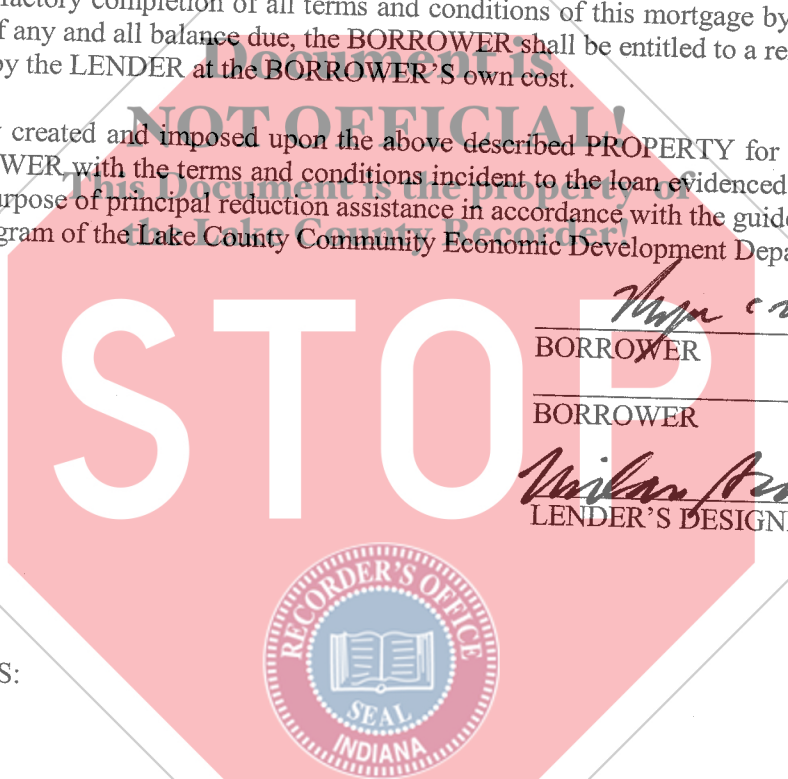 factory completion of all terms and conditions of this mortgage by
f any and all balance due, the BORROWER shall be entitled to a re
by the LENDER at the BORROWER'S own cost.
Document is
NOT OFFICIAL!
This Document is the property of
the Lake County Recorder!
created and imposed upon the above described PROPERTY for
WER with the terms and conditions incident to the loan evidenced
urpose of principal reduction assistance in accordance with the guide
gram of the Lake County Community Economic Development Depa
STOP
BORROWER
BORROWER
Milan
LENDER'S DESIGN
RECORDER'S OFFICE
SEAL
INDIANA
S: